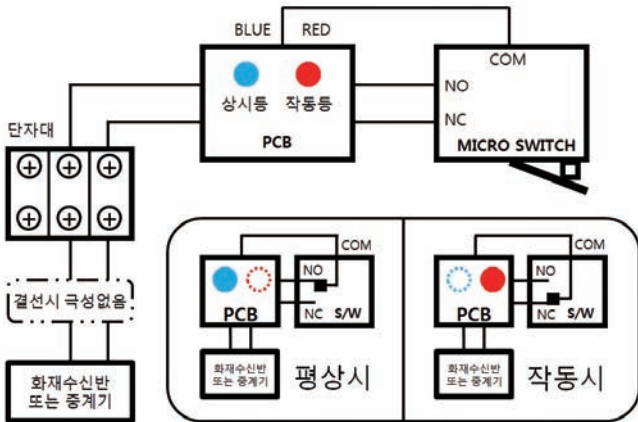 BLUE RED
COM
상시등 작동등
PCB
NO
NC
MICRO SWITCH
단자대
결선시 극성없음
화재수신반
또는 중계기
COM
NO
PCB
NC S/W
화재수신반
또는 중계기
평상시
COM
NO
PCB
NC S/W
화재수신반
또는 중계기
작동시